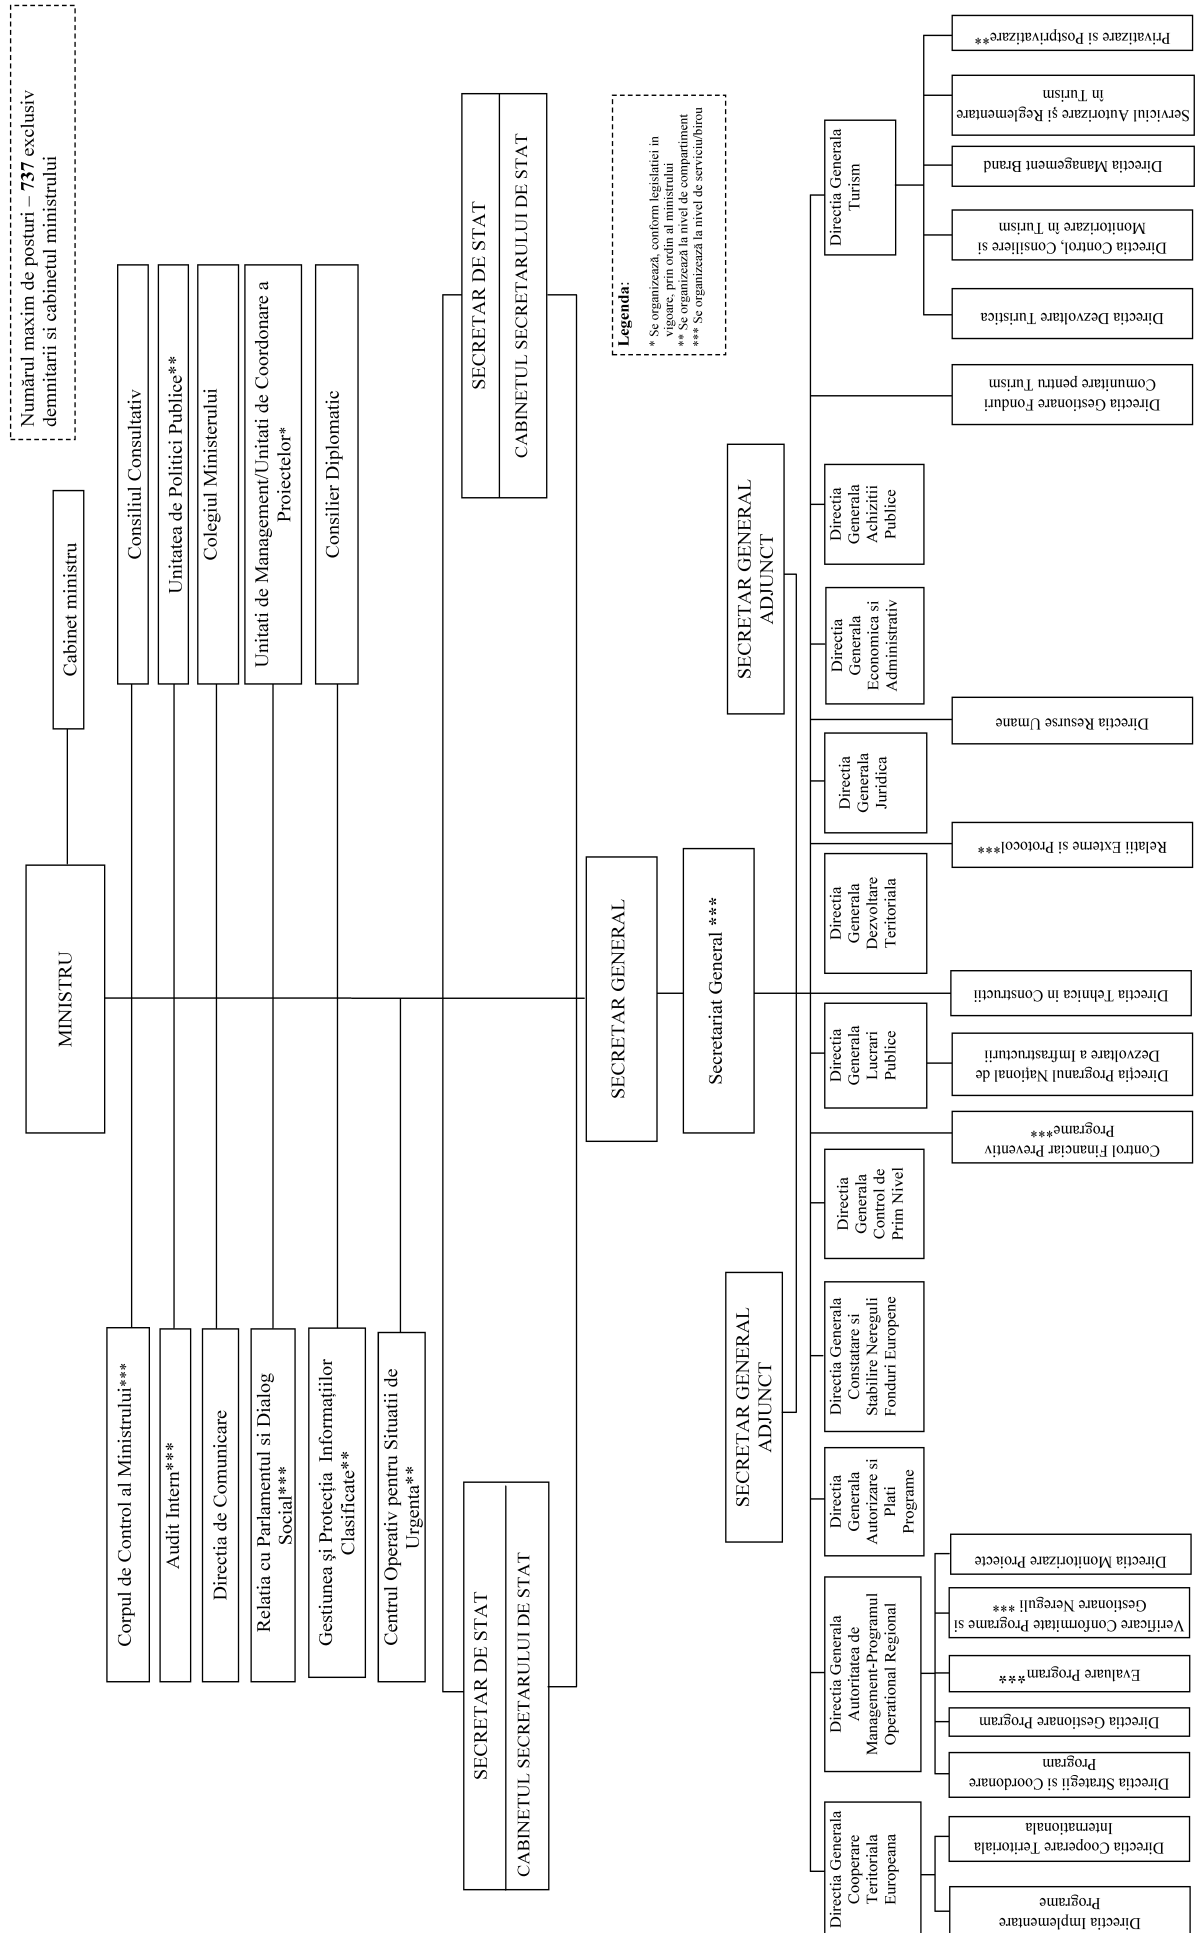 Numărul maxim de posturi – 737 exclusiv
demnitarii si cabinetul ministrului
MINISTRU
Cabinet ministru
Corpul de Control al Ministrului***
Audit Intern***
Directia de Comunicare
Relatia cu Parlamentul si Dialog
Social***
Gestiunea și Protecția Informațiilor
Clasificate**
Centrul Operativ pentru Situatii de
Urgenta**
Consiliul Consultativ
Unitatea de Politici Publice**
Colegiul Ministerului
Unitati de Management/Unitati de Coordonare a
Proiectelor*
Consilier Diplomatic
SECRETAR DE STAT
CABINETUL SECRETARULUI DE STAT
SECRETAR DE STAT
CABINETUL SECRETARULUI DE STAT
SECRETAR GENERAL
Legenda:
* Se organizează, conform legislatiei in
vigoare, prin ordin al ministrului
** Se organizează la nivel de compartiment
*** Se organizează la nivel de serviciu/birou
Secretariat General ***
SECRETAR GENERAL
ADJUNCT
SECRETAR GENERAL
ADJUNCT
Directia Generala
Cooperare
Teritoriala
Europeana
Directia Generala
Autoritatea de
Management-Programul
Operational Regional
Directia
Generala
Autorizare si
Plati
Programe
Directia Generala
Constatare si
Stabilire Nereguli
Fonduri Europene
Directia
Generala
Control de
Prim Nivel
Directia
Generala
Lucrari
Publice
Directia
Generala
Dezvoltare
Teritoriala
Directia
Generala
Juridica
Directia
Generala
Economica si
Administrativ
Directia
Generala
Achizitii
Publice
Directia Generala
Turism
Directia Implementare
Programe
Directia Cooperare Teritoriala
Internationala
Directia Strategii si Coordonare
Program
Directia Gestionare Program
Evaluare Program***
Verificare Conformitate Programe si
Gestionare Nereguli ***
Directia Monitorizare Proiecte
Control Financiar Preventiv
Programe***
Direcția Programul Național de
Dezvoltare a Imfrastructurii
Directia Tehnica in Constructii
Relatii Externe si Protocol***
Directia Resurse Umane
Directia Gestionare Fonduri
Comunitare pentru Turism
Directia Dezvoltare Turistica
Directia Control, Consiliere si
Monitorizare în Turism
Directia Management Brand
Serviciul Autorizare și Reglementare
în Turism
Privatizare si Postprivatizare**